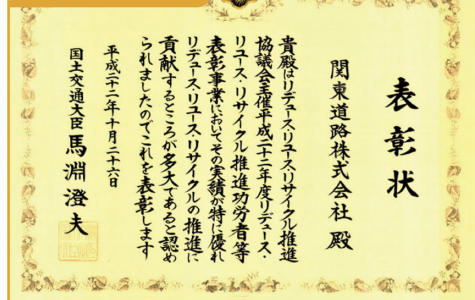 表彰状
関東道路株式会社 殿
貴殿はリデュース・リユース・リサイクル推進
協議会主催平成二十二年度リデュース・
リユース・リサイクル推進功労者等
表彰事業において、その実績が特に優れ
リデュース・リユース・リサイクルの推進に
貢献するところが多大であると認め
られましたのでこれを表彰します
平成二十二年十月二十六日
国土交通大臣 馬淵澄夫